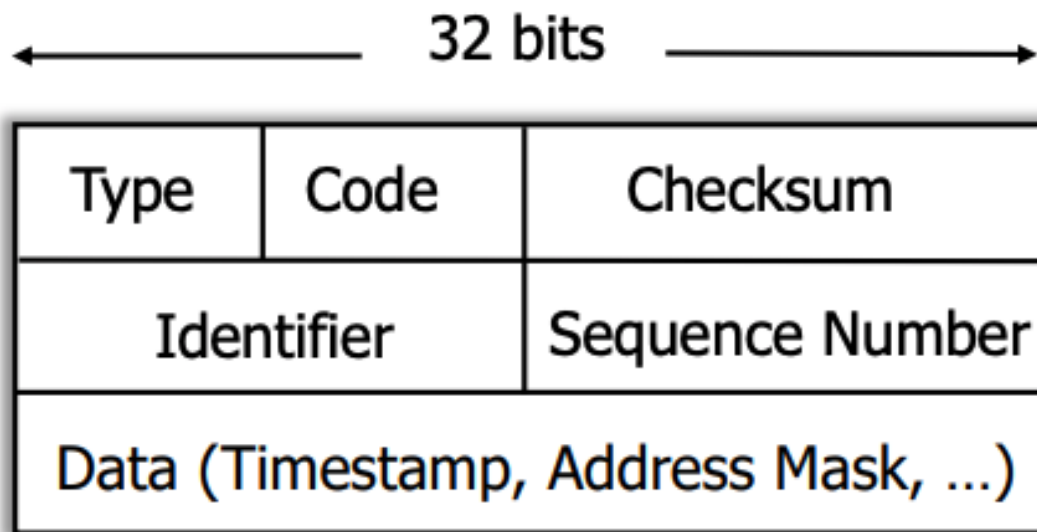 32 bits
Type Code Checksum
Identifier Sequence Number
Data (Timestamp, Address Mask, ...)